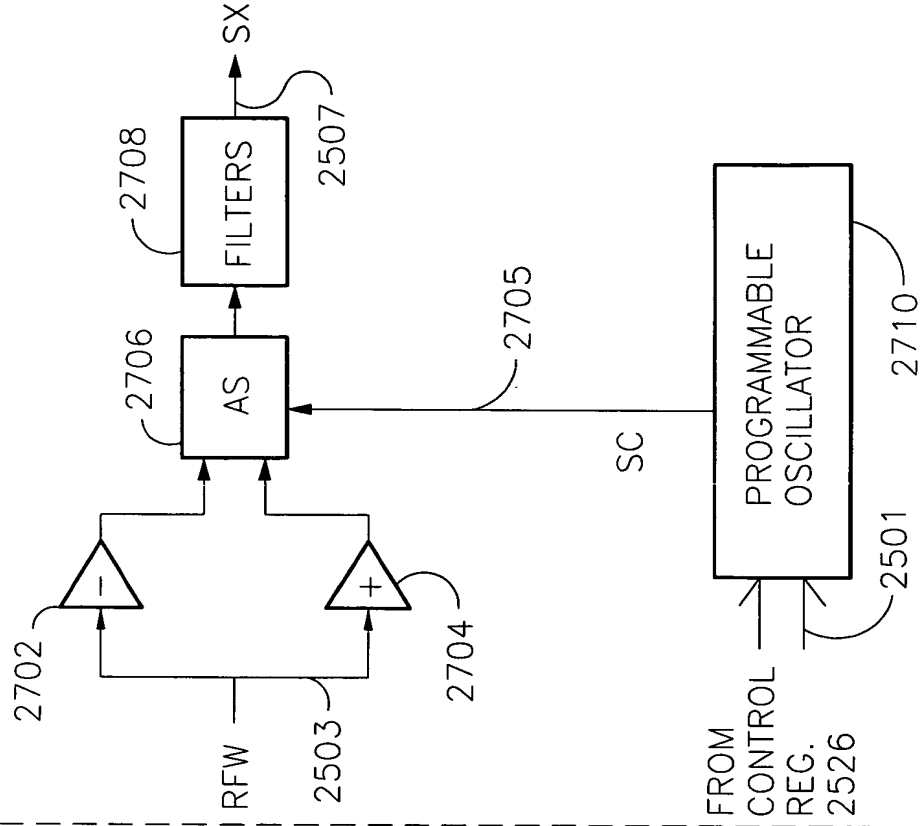 2708
SX
FILTERS
2507
2706
AS
2705
2702
-
+
2704
RFW
2503
SC
PROGRAMMABLE
OSCILLATOR
2710
2501
FROM
CONTROL
REG.
2526